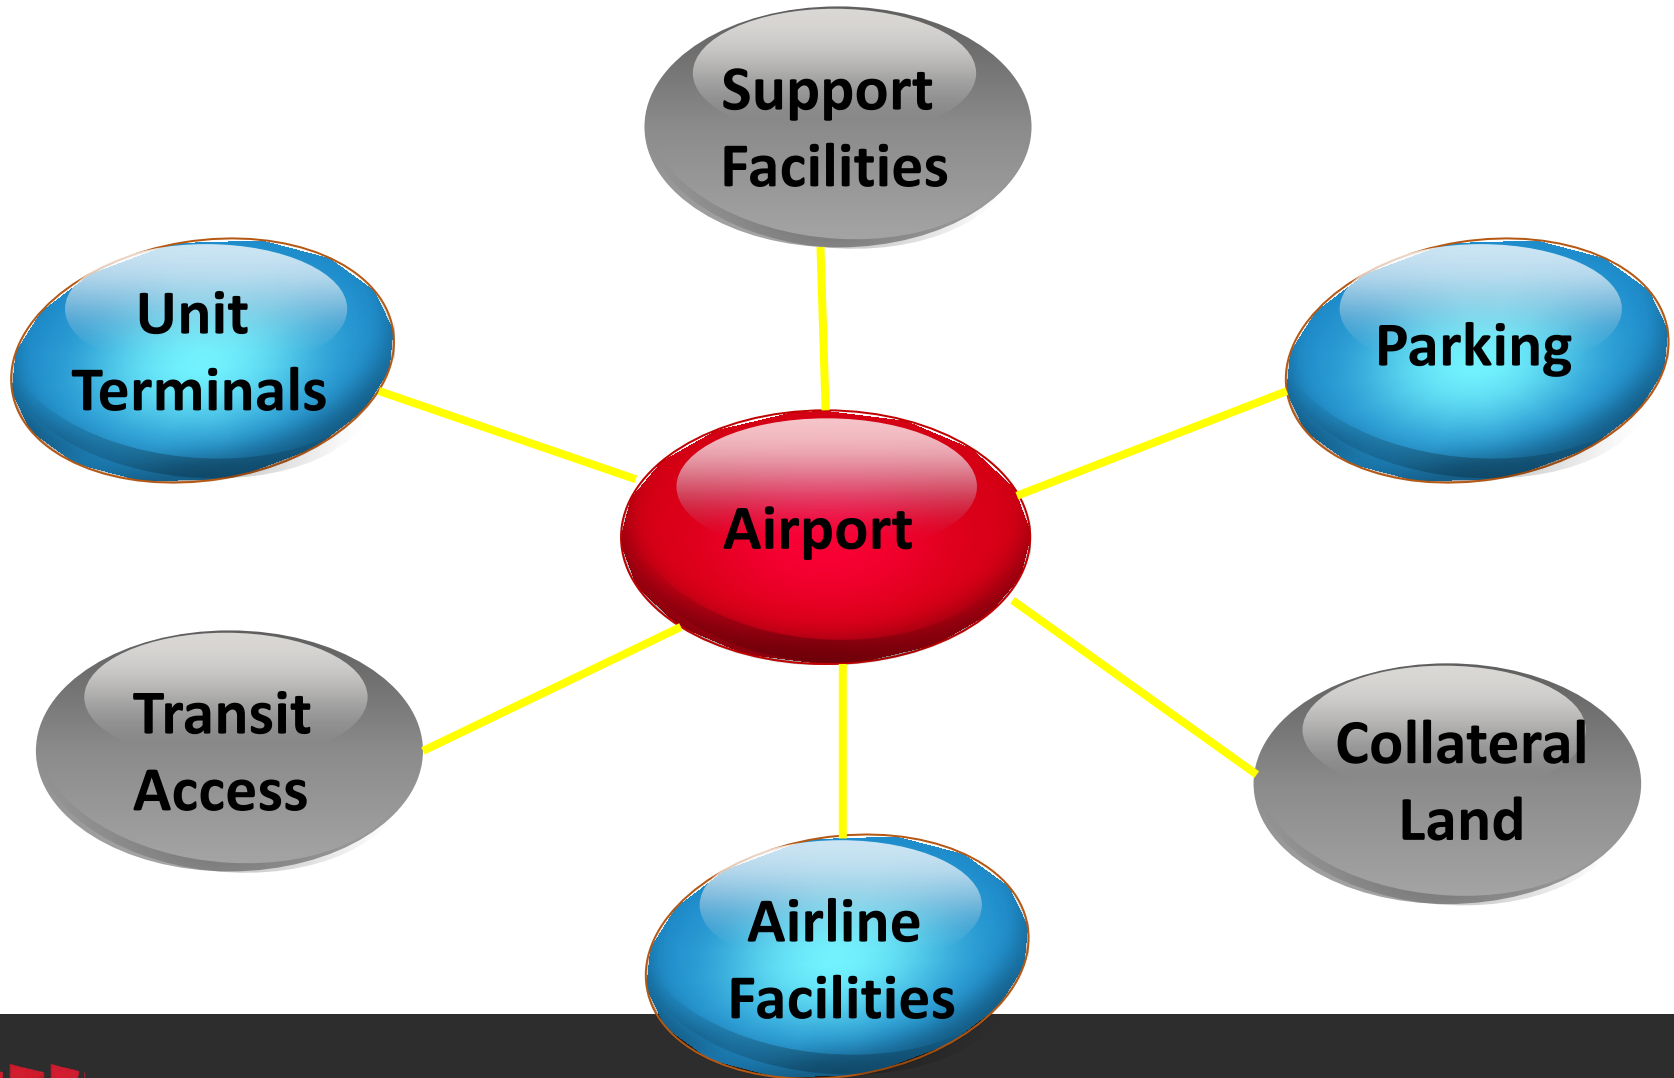 Support
Facilities
Unit
Terminals
Parking
Airport
Transit
Access
Collateral
Land
Airline
Facilities